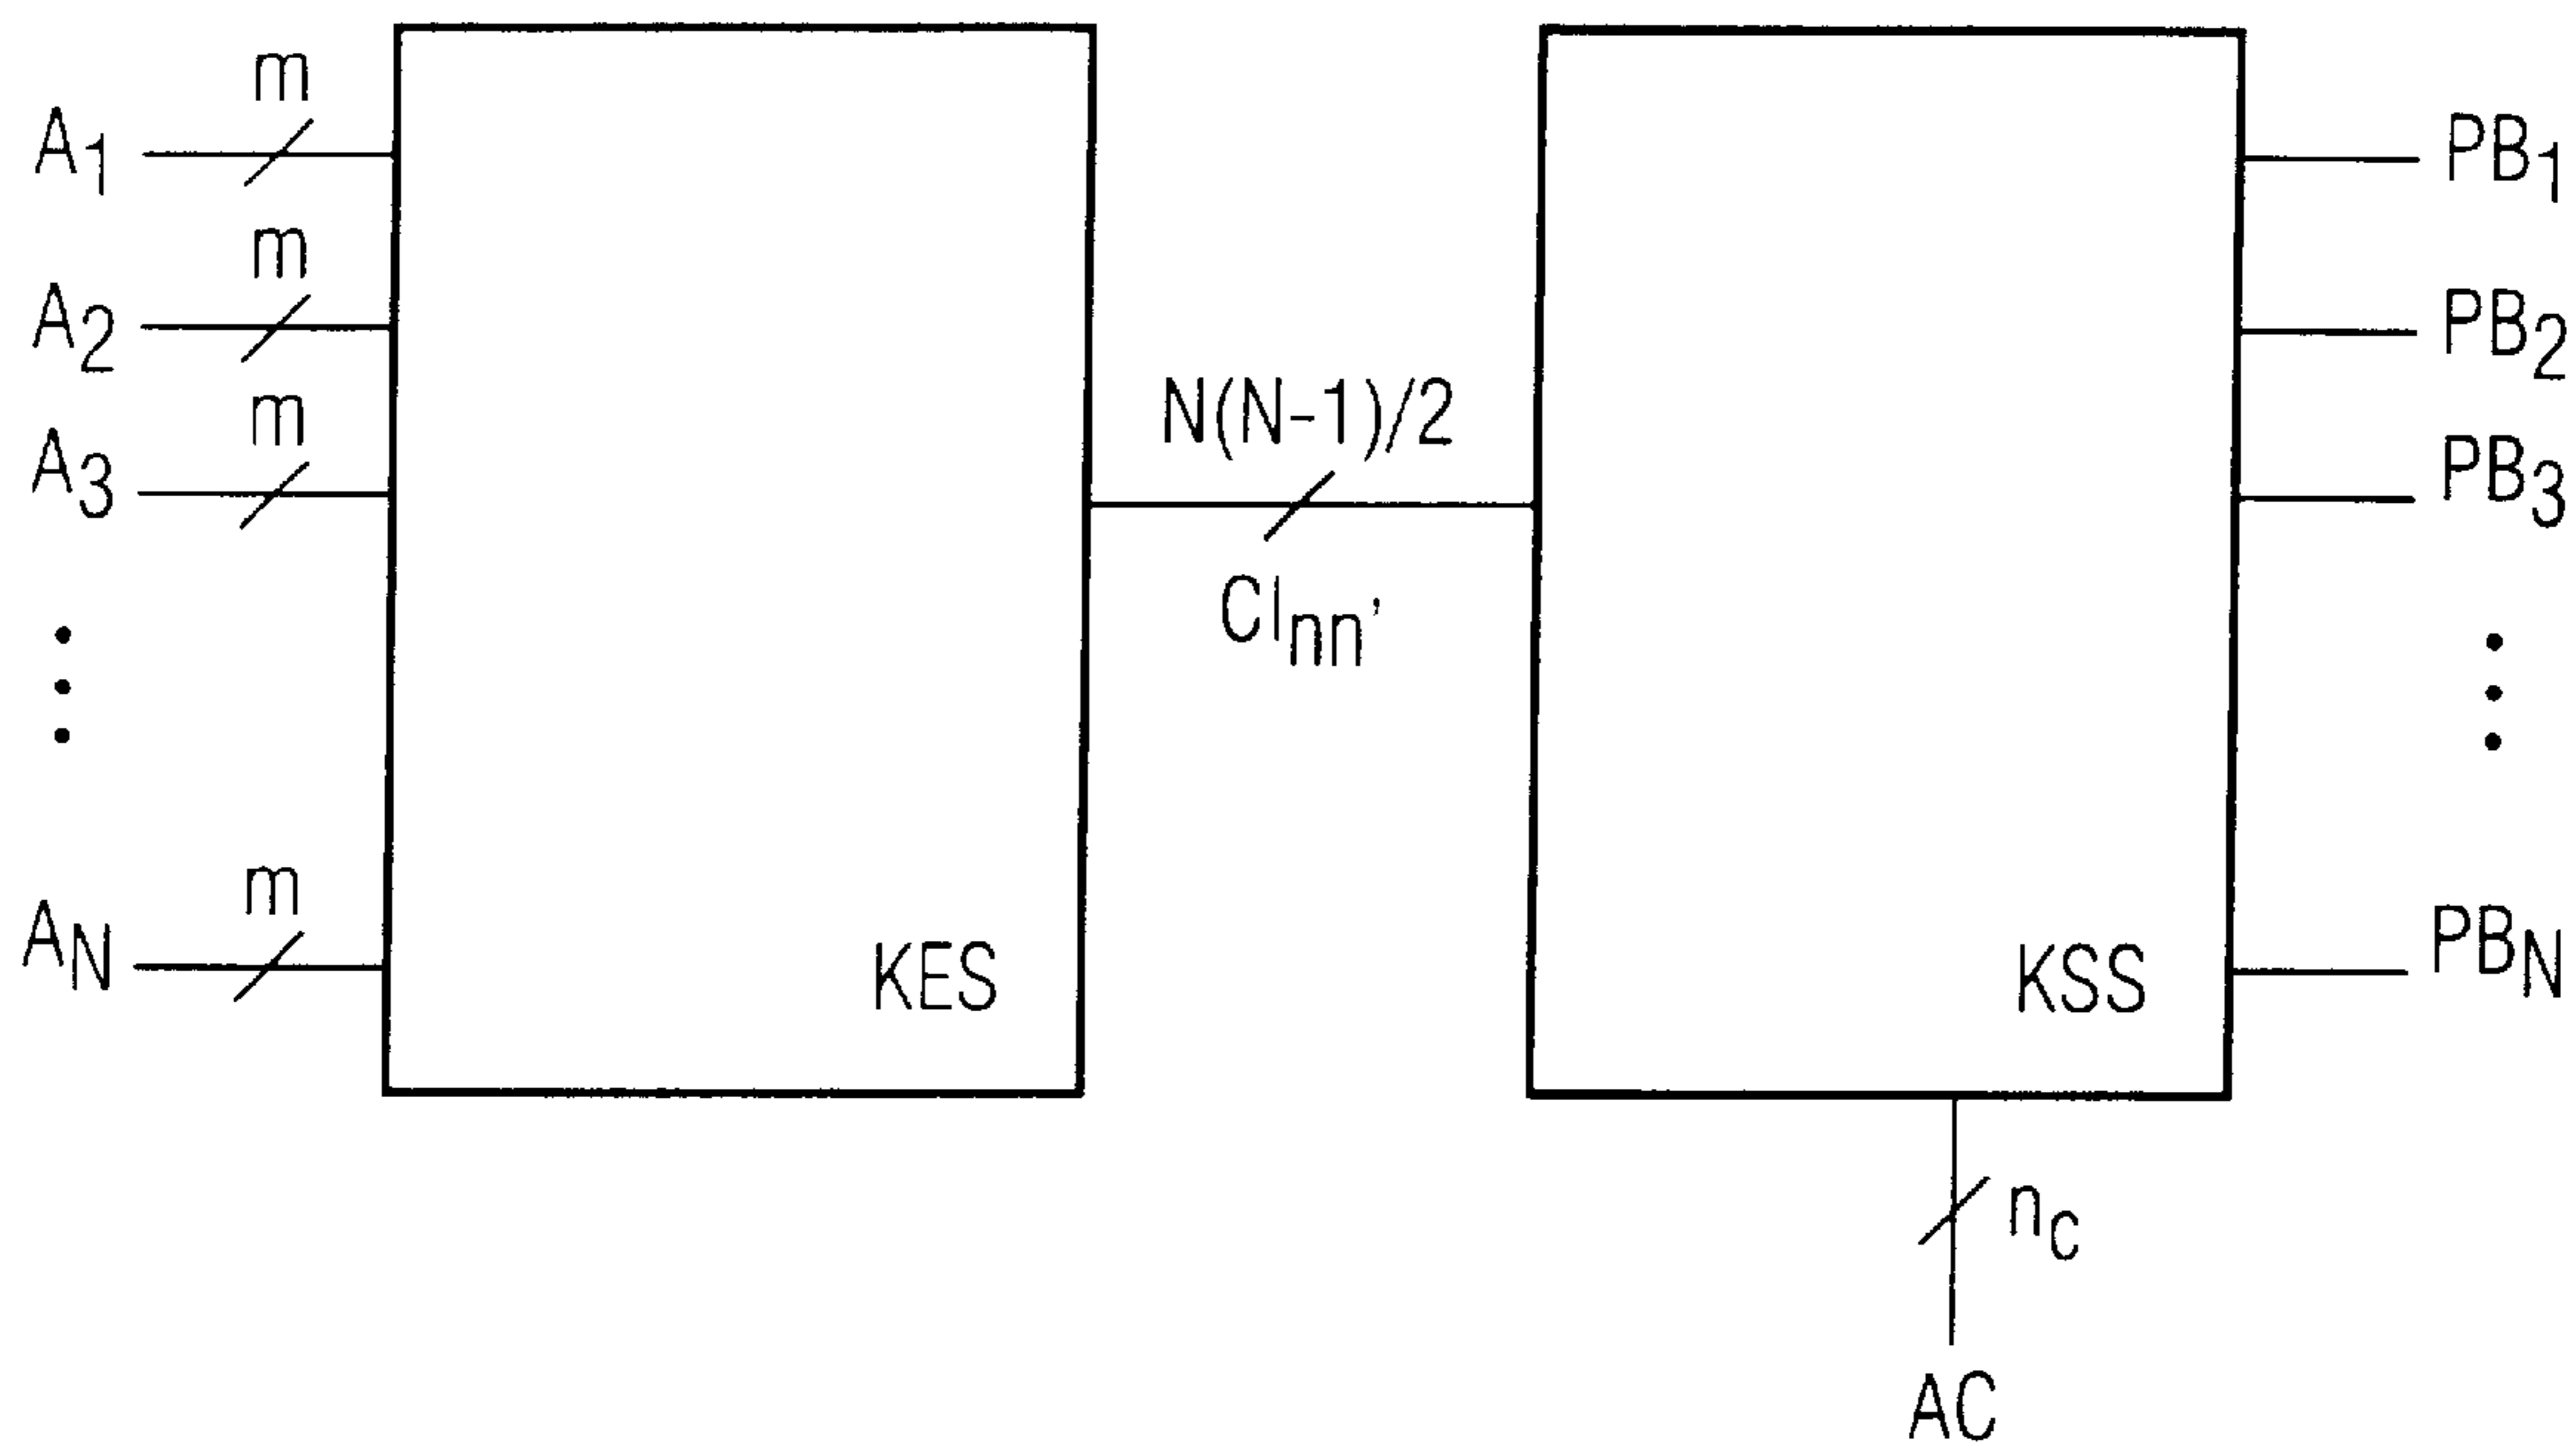 m
A1
PB1
m
A2
PB2
m
A3
PB3
N(N-1)/2
CInn'
m
AN
PBN
KES
KSS
nc
AC